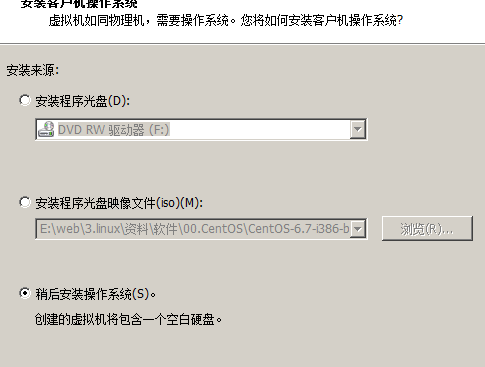 安装客户机操作系统
虚拟机如同物理机，需要操作系统。您将如何安装客户机操作系统?
安装来源:
安装程序光盘(D):
DVD RW 驱动器 (F:)
安装程序光盘映像文件(iso)(M):
E:\web\3.linux\资料\软件\00.CentOS\CentOS-6.7-i386-b
浏览(R)...
稍后安装操作系统(S)。
创建的虚拟机将包含一个空白硬盘。